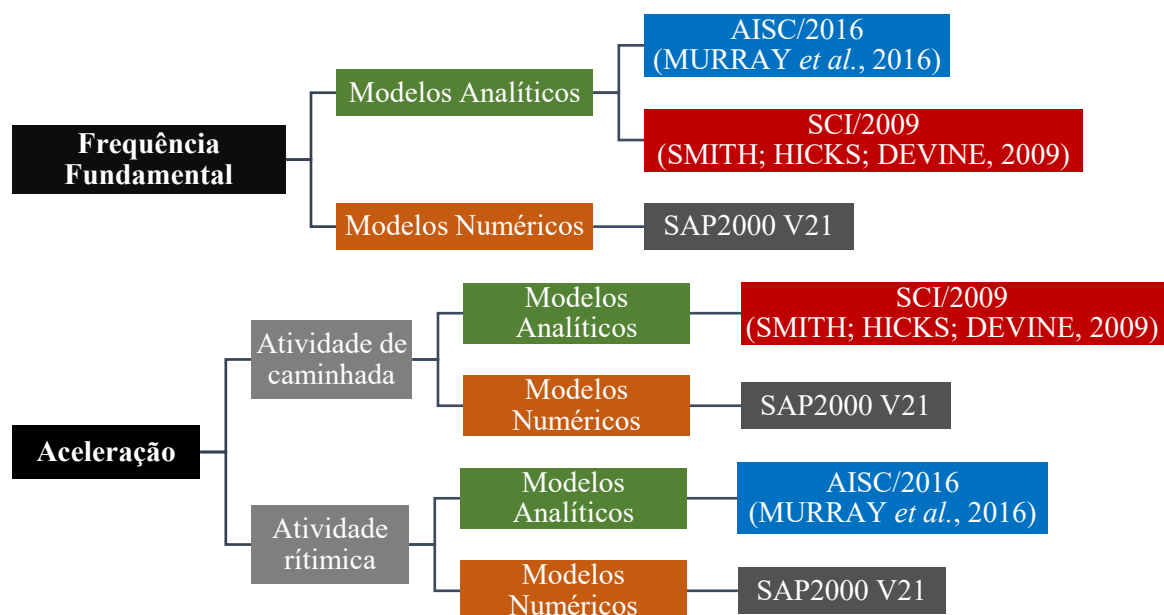 AISC/2016
(MURRAY et al., 2016)
Modelos Analíticos
SCI/2009
(SMITH; HICKS; DEVINE, 2009)
Frequência
Fundamental
Modelos Numéricos
SAP2000 V21
Modelos
Analíticos
SCI/2009
(SMITH; HICKS; DEVINE, 2009)
Atividade de
caminhada
Modelos
Numéricos
SAP2000 V21
Aceleração
Modelos
Analíticos
AISC/2016
(MURRAY et al., 2016)
Atividade
rítimica
Modelos
Numéricos
SAP2000 V21